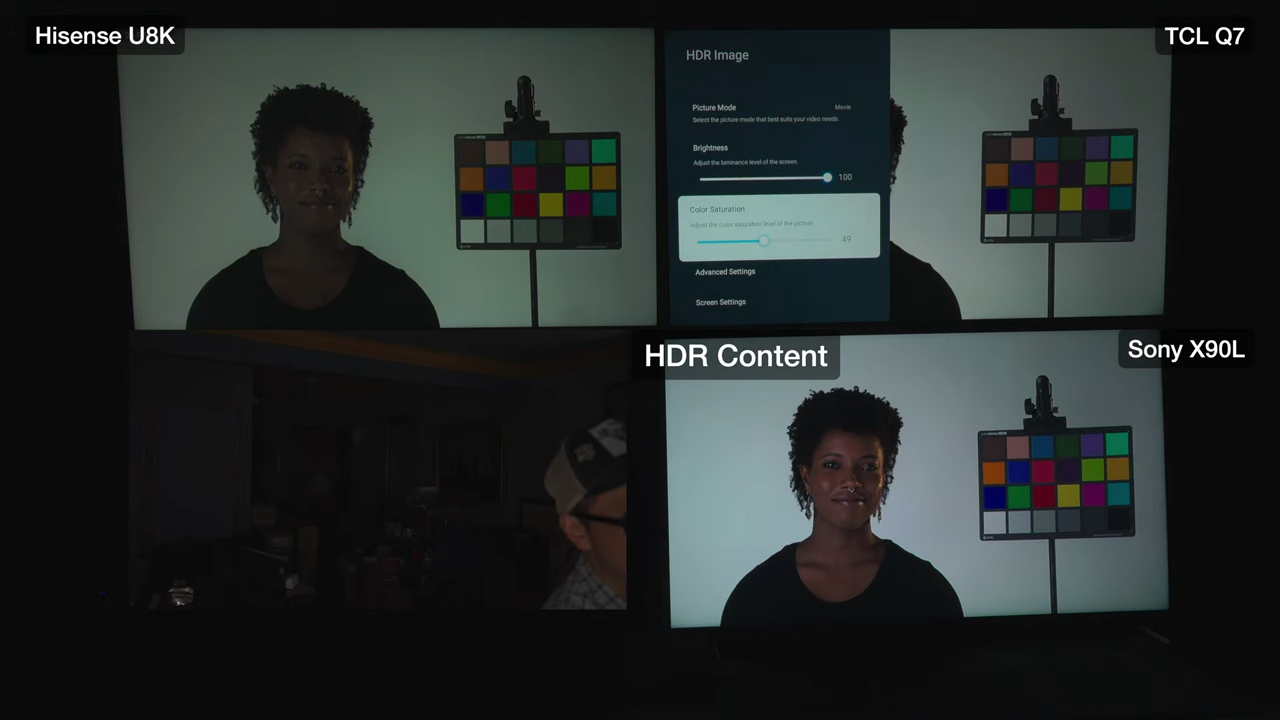 Hisense U8K
TCL Q7
HDR Image
Picture Mode
Movie
Select the picture mode that best suits your video needs.
Brightness
Adjust the luminance level of the screen.
100
Color Saturation
Adjust the color saturation level of the picture.
49
Advanced Settings
Screen Settings
HDR Content
Sony X90L